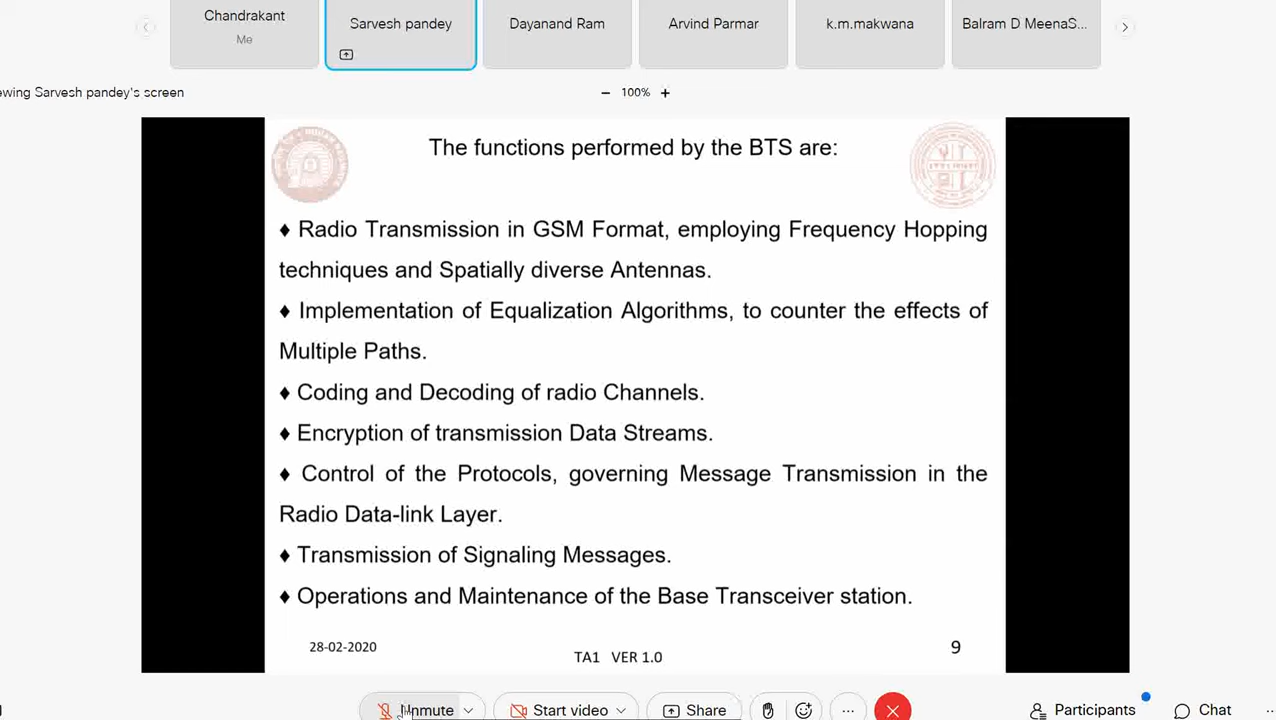 Chandrakant
Me
Sarvesh pandey
Dayanand Ram
Arvind Parmar
k.m.makwana
Balram D MeenaS...
ewing Sarvesh pandey's screen
100%
The functions performed by the BTS are:
♦ Radio Transmission in GSM Format, employing Frequency Hopping
techniques and Spatially diverse Antennas.
♦ Implementation of Equalization Algorithms, to counter the effects of
Multiple Paths.
♦ Coding and Decoding of radio Channels.
♦ Encryption of transmission Data Streams.
♦ Control of the Protocols, governing Message Transmission in the
Radio Data-link Layer.
♦ Transmission of Signaling Messages.
♦ Operations and Maintenance of the Base Transceiver station.
28-02-2020
TA1 VER 1.0
9
Unmute
Start video
Share
Participants
Chat